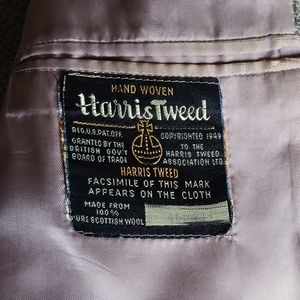 HAND WOVEN
Harris Tweed
REG. U.S. PAT. OFF.
GRANTED BY THE
BRITISH GOV'T
BOARD OF TRADE
COPYRIGHTED 1949
TO THE
HARRIS TWEED
ASSOCIATION LTD.
HARRIS TWEED
FACSIMILE OF THIS MARK
APPEARS ON THE CLOTH
MADE FROM
100%
PURE SCOTTISH WOOL